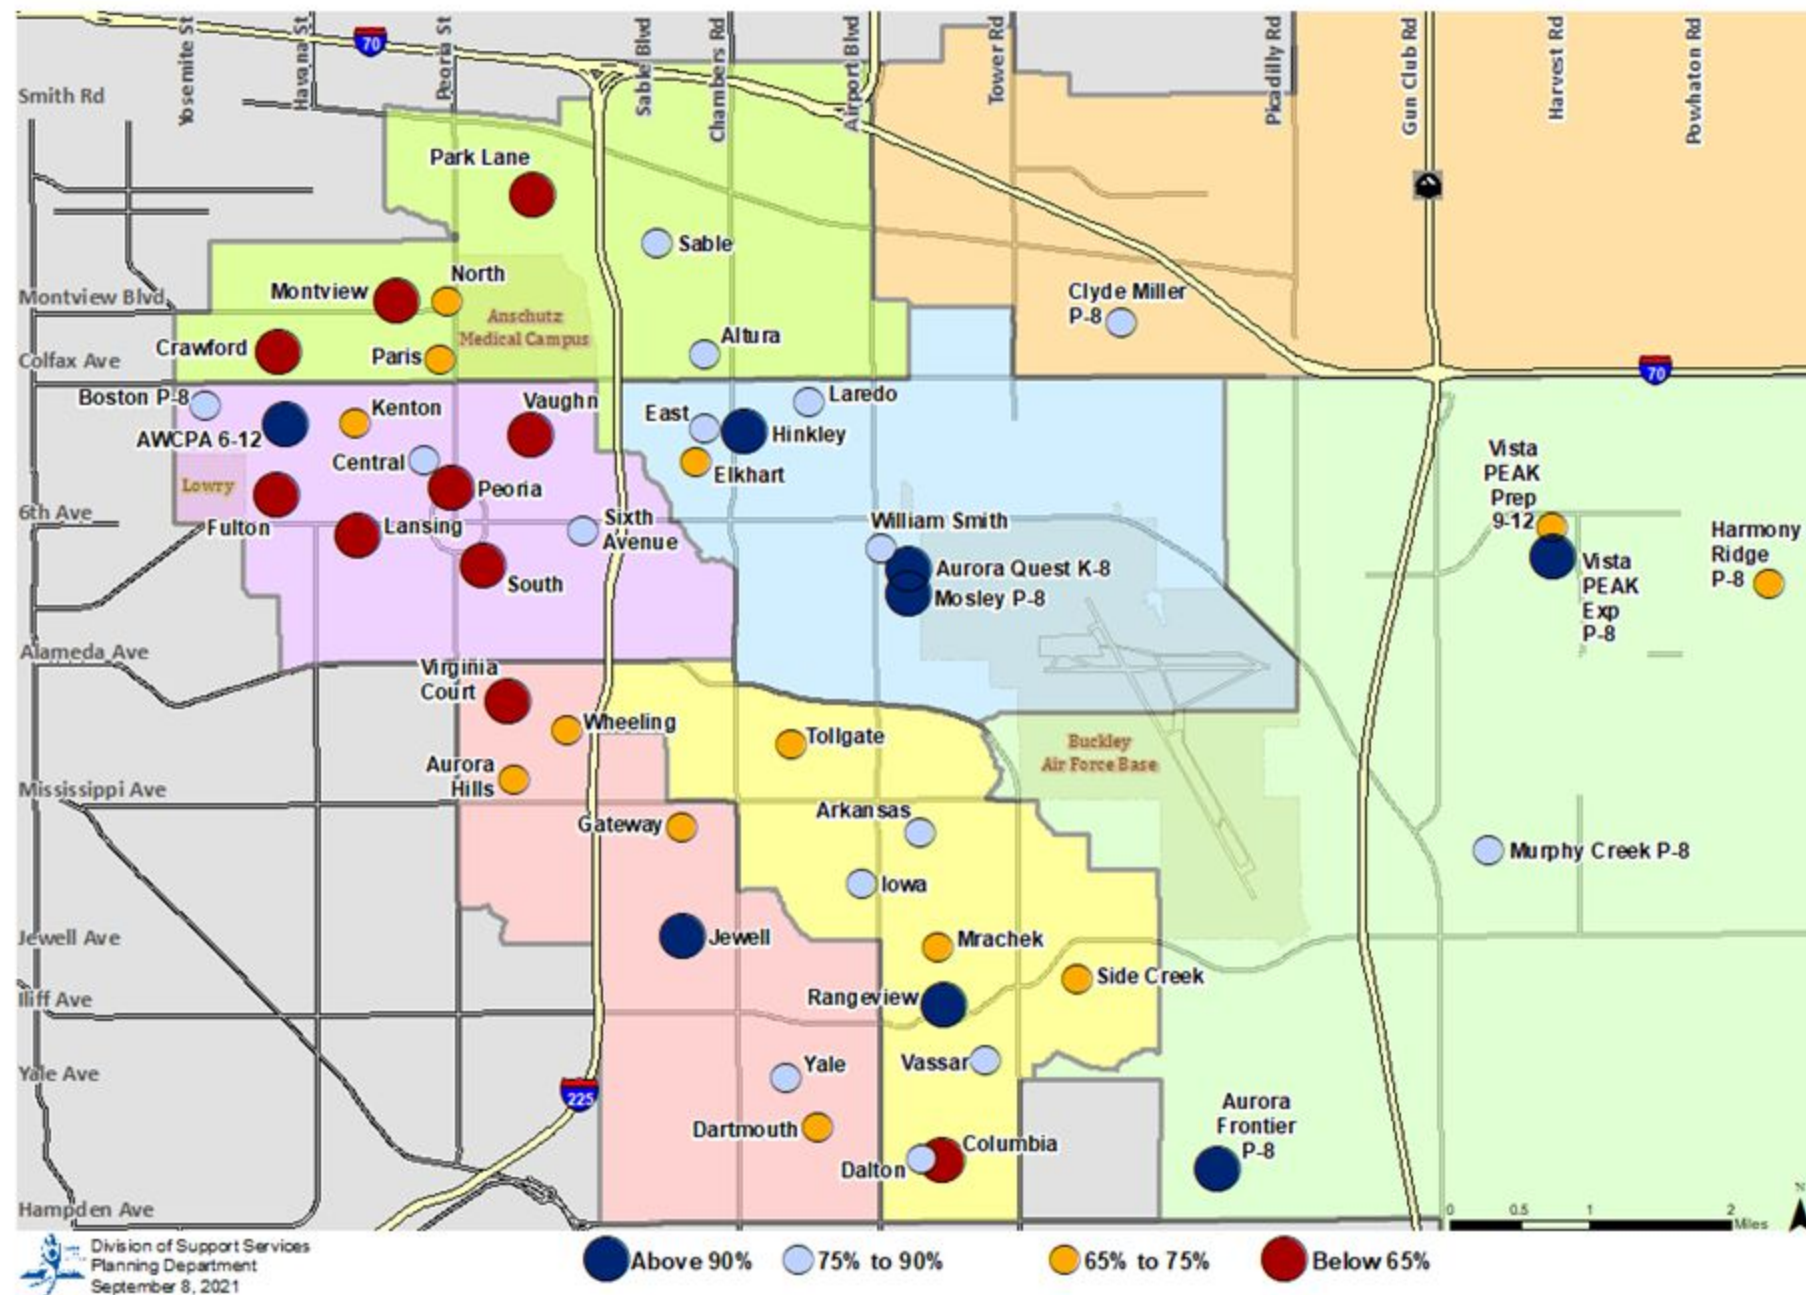 Yosemite St
Havana St
Peoria St
Sable Blvd
Chambers Rd
Airport Blvd
Tower Rd
Picadilly Rd
Gun Club Rd
Harvest Rd
Powhaton Rd
70
Smith Rd
Park Lane
Sable
Montview Blvd
Montview
North
Anschutz
Medical Campus
Clyde Miller
P-8
Altura
Crawford
Paris
Colfax Ave
70
Boston P-8
Kenton
Vaughn
East
Laredo
AWCPA 6-12
Hinkley
Central
Elkhart
Vista
PEAK
Prep
9-12
Lowry
Peoria
6th Ave
Fulton
Lansing
Sixth
Avenue
William Smith
Harmony
Ridge
P-8
Aurora Quest K-8
Mosley P-8
Vista
PEAK
Exp
P-8
South
Alameda Ave
Virginia
Court
Wheeling
Tollgate
Buckley
Air Force Base
Aurora
Hills
Mississippi Ave
Gateway
Arkansas
Murphy Creek P-8
Iowa
Jewell Ave
Jewell
Mrachek
Side Creek
Iliff Ave
Rangeview
Yale Ave
Yale
Vassar
225
Dartmouth
Aurora
Frontier
P-8
Columbia
Dalton
Hampden Ave
N
0 0.5 1 2
Miles
Division of Support Services
Planning Department
September 8, 2021
Above 90%
75% to 90%
65% to 75%
Below 65%